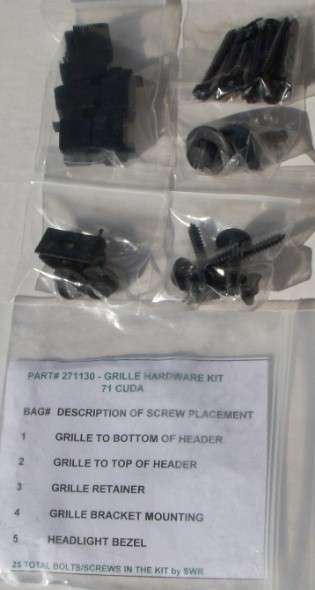 PART# 271130 - GRILLE HARDWARE KIT
71 CUDA
BAG# DESCRIPTION OF SCREW PLACEMENT
1 GRILLE TO BOTTOM OF HEADER
2 GRILLE TO TOP OF HEADER
3 GRILLE RETAINER
4 GRILLE BRACKET MOUNTING
5 HEADLIGHT BEZEL
25 TOTAL BOLTS/SCREWS IN THE KIT by SWR